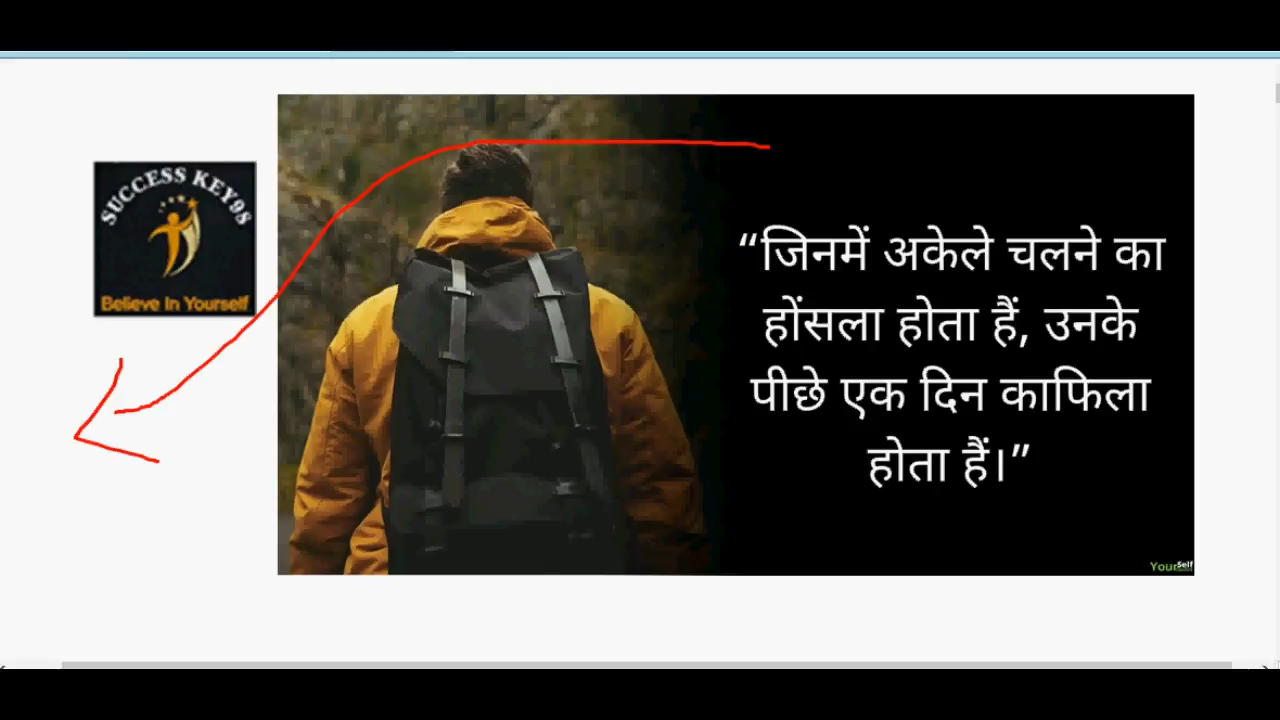 SUCCESS KEY98
Believe In Yourself
“जिनमें अकेले चलने का
होंसला होता हैं, उनके
पीछे एक दिन काफिला
होता हैं।”
YourSelf